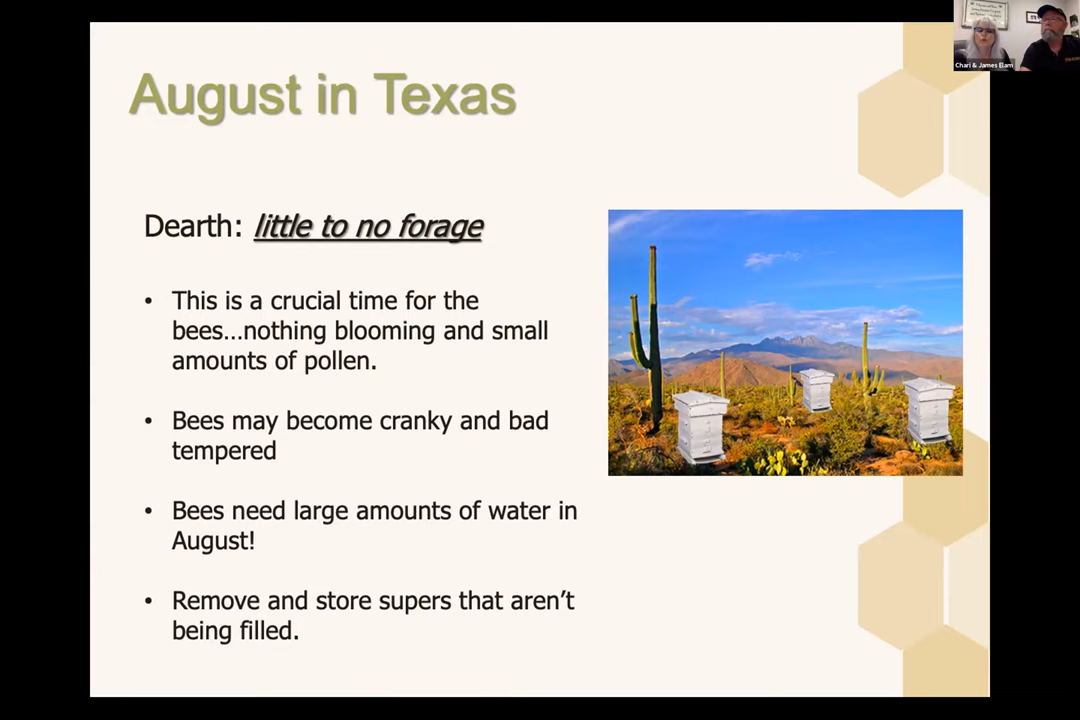 August in Texas
Chari & James Elam
Dearth: little to no forage
• This is a crucial time for the
bees...nothing blooming and small
amounts of pollen.
• Bees may become cranky and bad
tempered
• Bees need large amounts of water in
August!
• Remove and store supers that aren't
being filled.